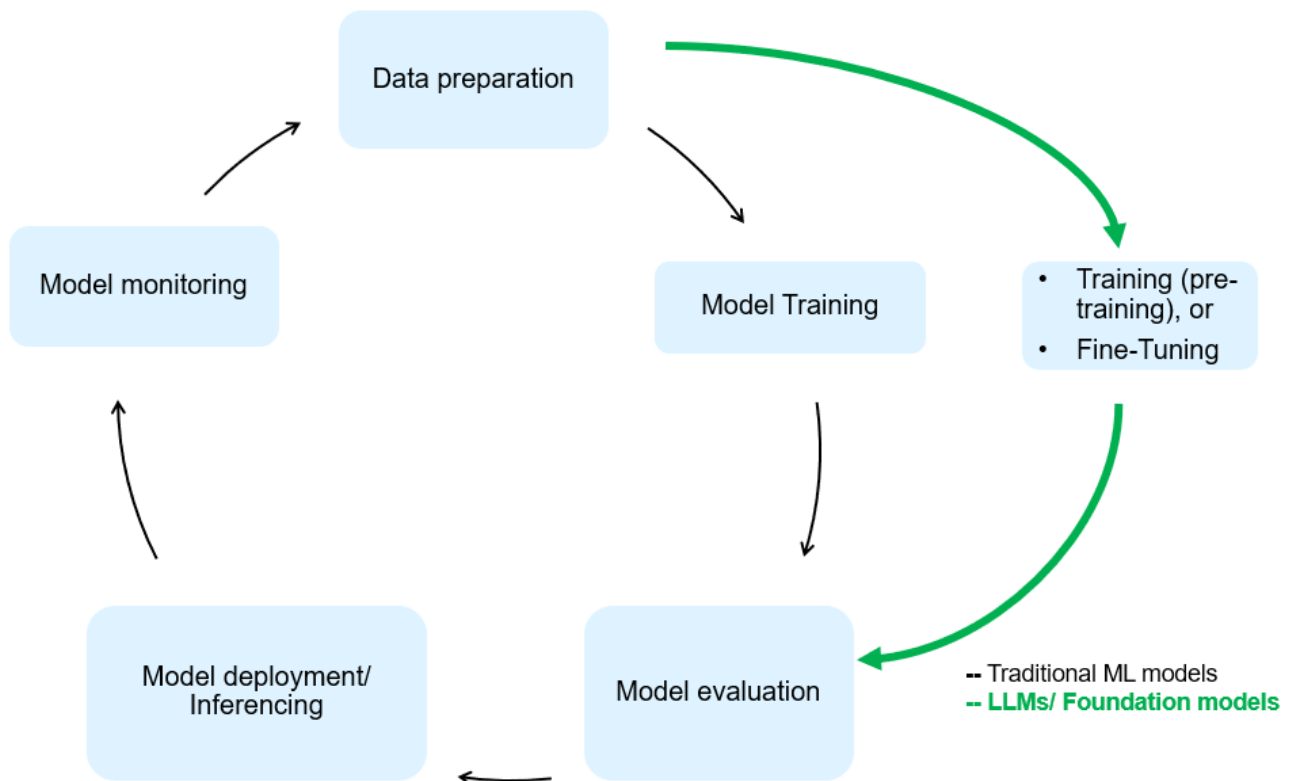 Data preparation
Model monitoring
Model Training
• Training (pre-
training), or
• Fine-Tuning
Model deployment/
Inferencing
Model evaluation
-- Traditional ML models
-- LLMs/ Foundation models